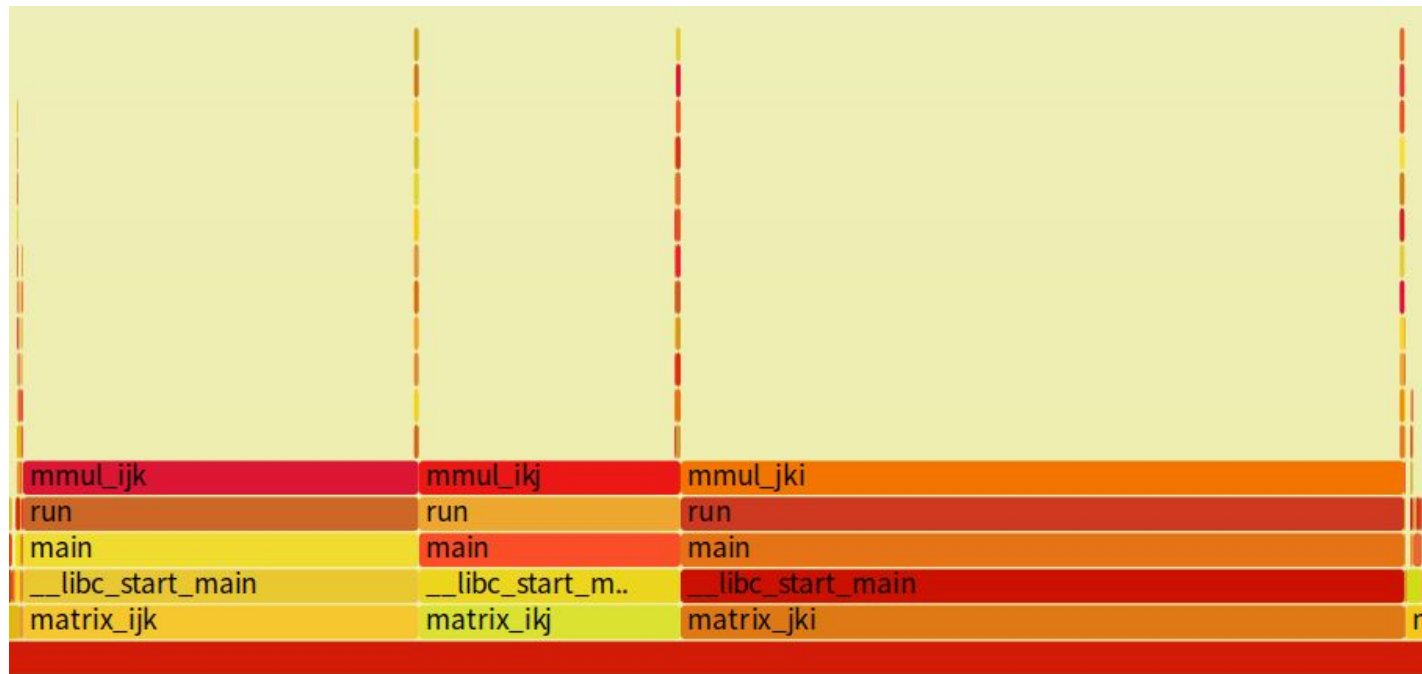 mmul_ijk mmul_ikj mmul_jki
run run run
main main main
__libc_start_main __libc_start_m.. __libc_start_main
matrix_ijk matrix_ikj matrix_jki